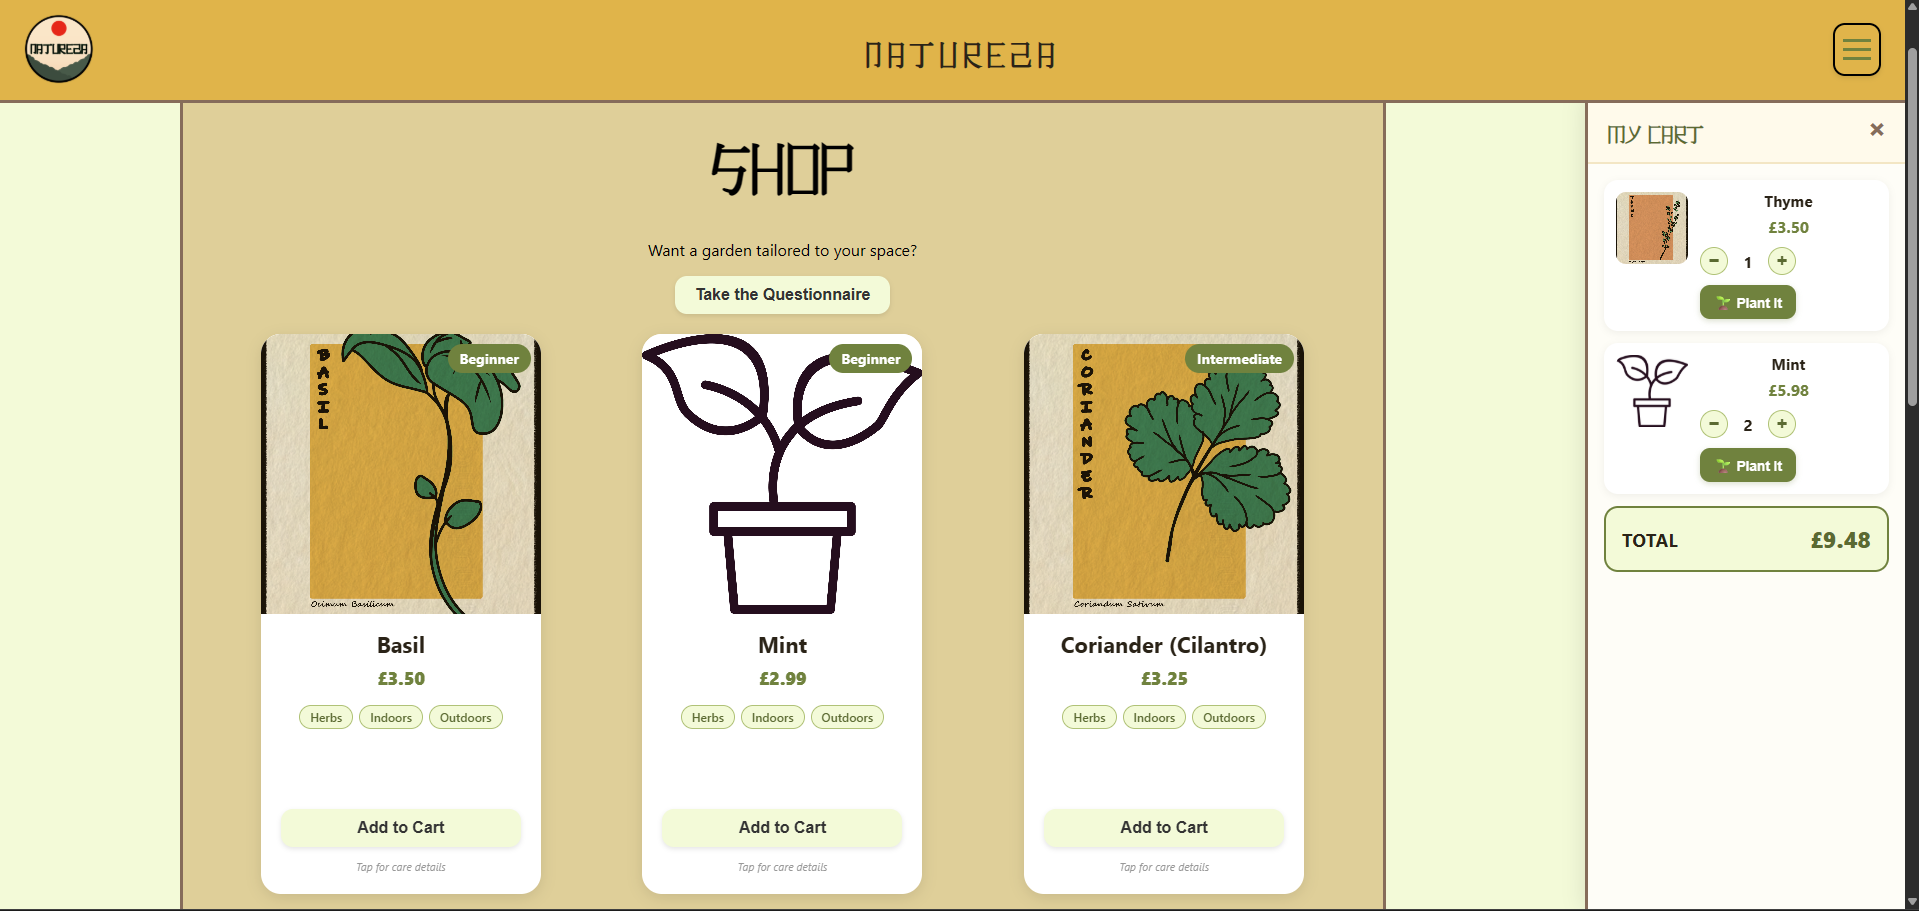 NATUREZA
NATUREZA
SHOP
Want a garden tailored to your space?
Take the Questionnaire
BASIL
Beginner
Ocimum Basilicum
Basil
£3.50
Herbs Indoors Outdoors
Add to Cart
Tap for care details
Beginner
Mint
£2.99
Herbs Indoors Outdoors
Add to Cart
Tap for care details
CORIANDER
Intermediate
Coriandum Sativum
Coriander (Cilantro)
£3.25
Herbs Indoors Outdoors
Add to Cart
Tap for care details
MY CART
×
Thyme
£3.50
− 1 +
🌱 Plant It
Mint
£5.98
− 2 +
🌱 Plant It
TOTAL £9.48